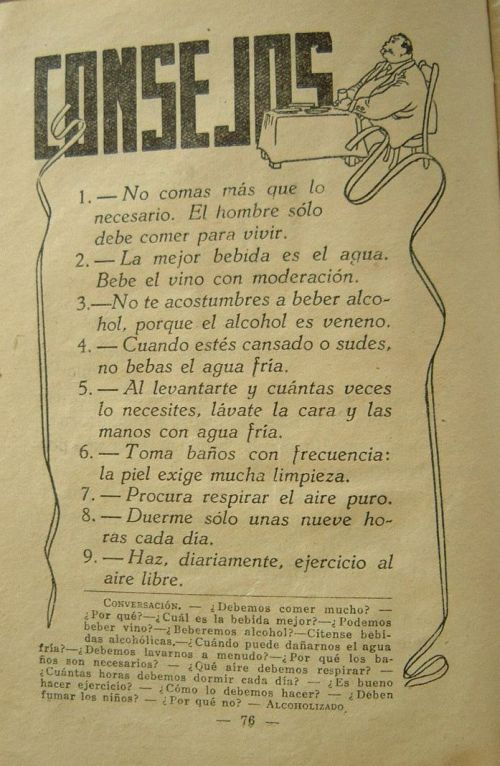 CONSEJOS
1.—No comas más que lo
necesario. El hombre sólo
debe comer para vivir.
2.—La mejor bebida es el agua.
Bebe el vino con moderación.
3.—No te acostumbres a beber alco-
hol, porque el alcohol es veneno.
4.—Cuando estés cansado o sudes,
no bebas el agua fría.
5.—Al levantarte y cuántas veces
lo necesites, lávate la cara y las
manos con agua fría.
6.—Toma baños con frecuencia:
la piel exige mucha limpieza.
7.—Procura respirar el aire puro.
8.—Duerme sólo unas nueve ho-
ras cada día.
9.—Haz, diariamente, ejercicio al
aire libre.
CONVERSACIÓN. — ¿Debemos comer mucho? —
¿Por qué?—¿Cuál es la bebida mejor?—¿Podemos
beber vino?—¿Beberemos alcohol?—Cítense bebi-
das alcohólicas.—¿Cuándo puede dañarnos el agua
fría?—¿Debemos lavarnos a menudo?—¿Por qué los ba-
ños son necesarios? — ¿Qué aire debemos respirar? —
¿Cuántas horas debemos dormir cada día? — ¿Es bueno
hacer ejercicio? — ¿Cómo lo debemos hacer? — ¿Deben
fumar los niños? — ¿Por qué no? — ALCOHOLIZADO.
— 76 —